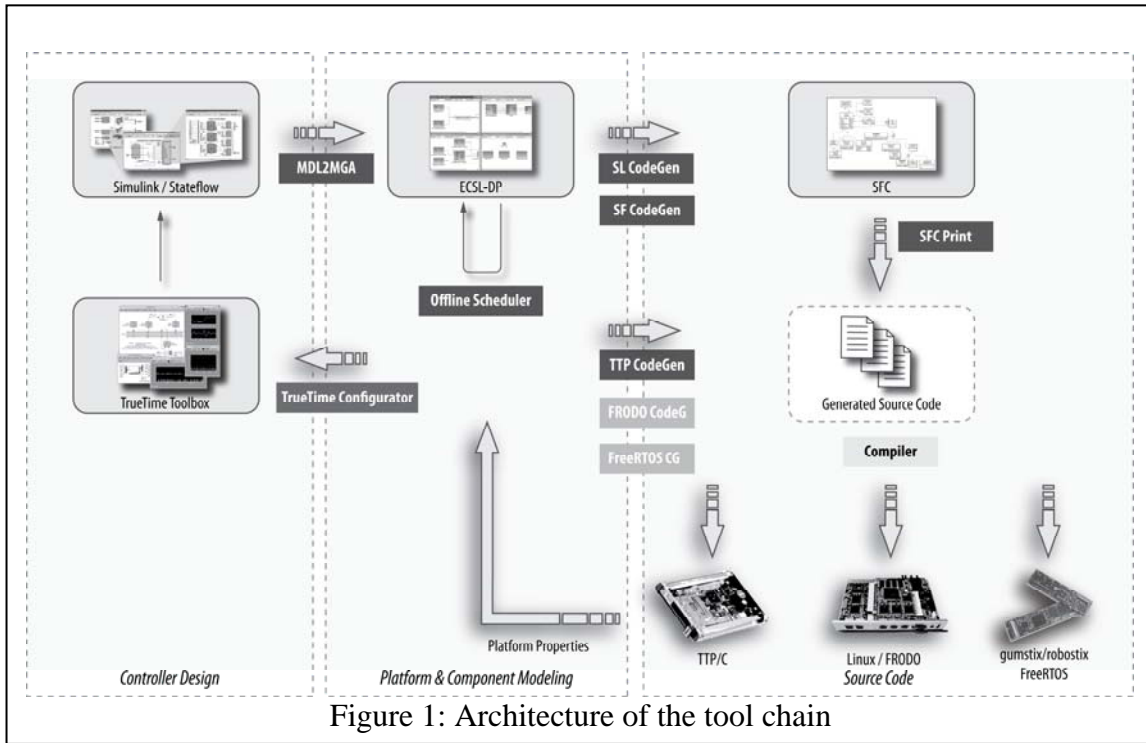 MDL2MGA
Simulink / Stateflow
ECSL-DP
SL CodeGen
SF CodeGen
SFC
SFC Print
Offline Scheduler
TrueTime Toolbox
TrueTime Configurator
TTP CodeGen
FRODO CodeG
FreeRTOS CG
Generated Source Code
Compiler
Platform Properties
TTP/C
Linux / FRODO
gumstix/robostix
FreeRTOS
Controller Design
Platform & Component Modeling
Source Code
Figure 1: Architecture of the tool chain